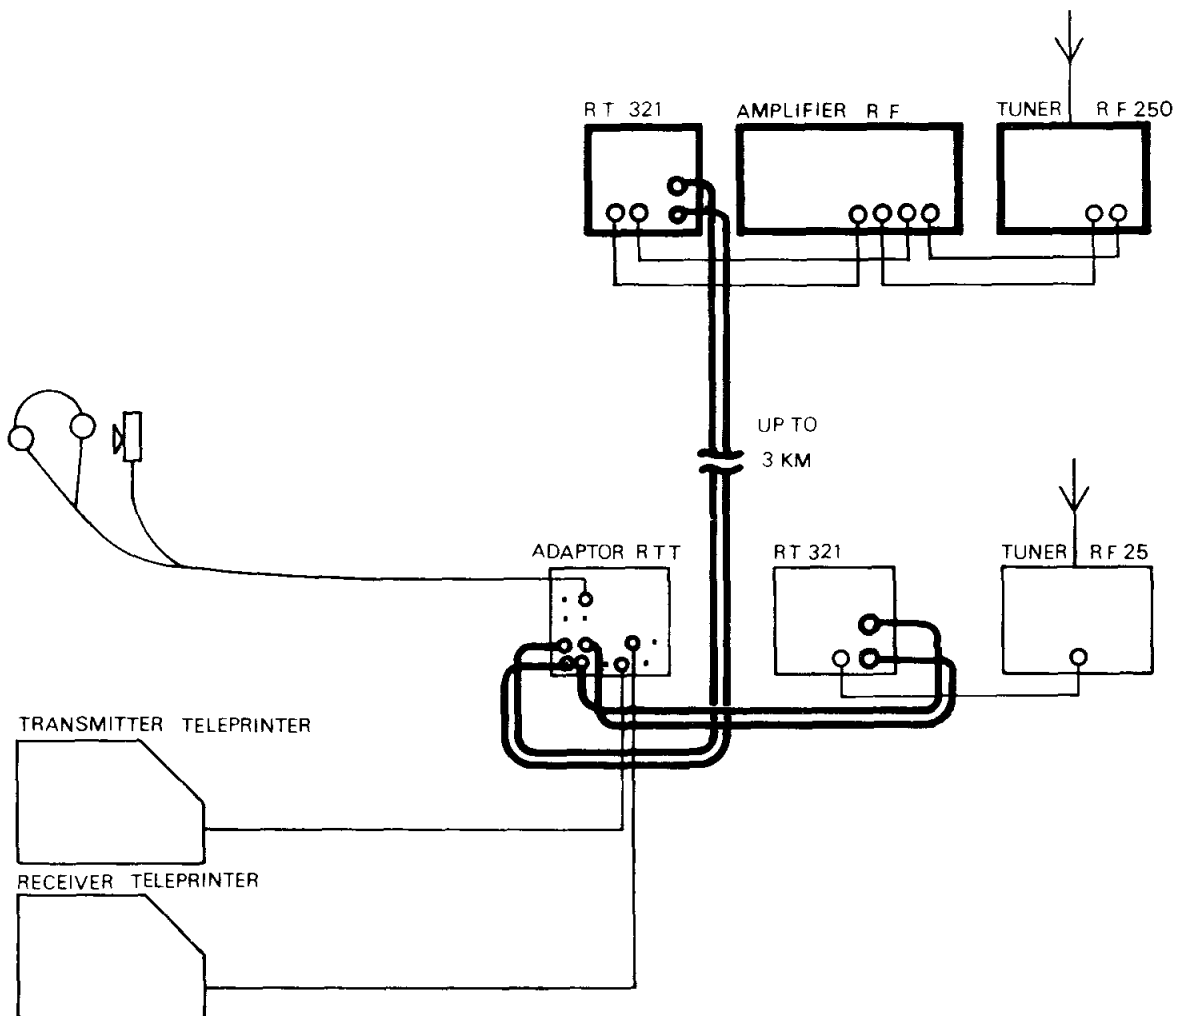 RT 321
AMPLIFIER RF
TUNER RF 250
UP TO
3 KM
ADAPTOR RTT
RT 321
TUNER RF 25
TRANSMITTER TELEPRINTER
RECEIVER TELEPRINTER